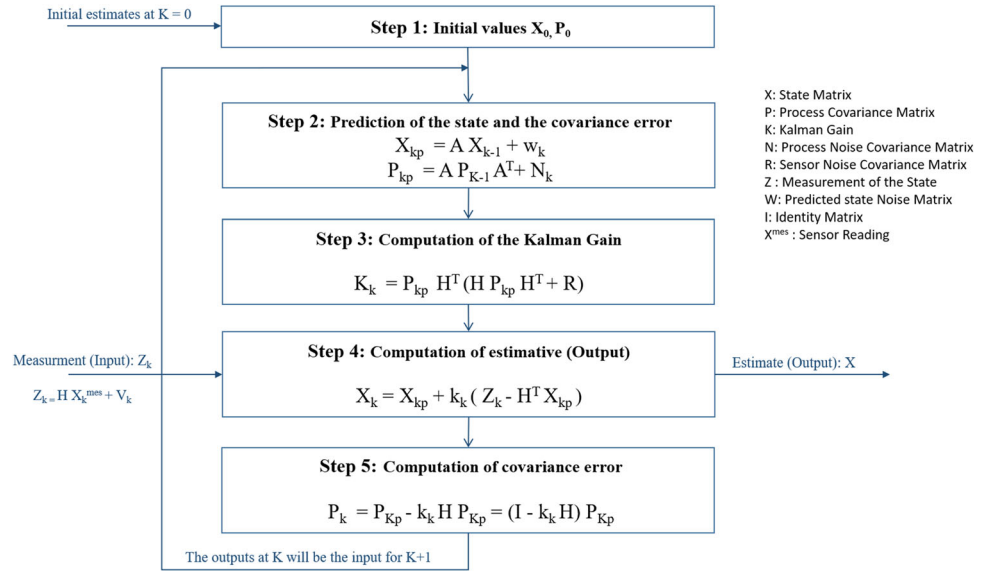 Initial estimates at K = 0
Step 1: Initial values X₀, P₀
Step 2: Prediction of the state and the covariance error
Xₖₚ = A Xₖ₋₁ + wₖ
Pₖₚ = A P_K-1 Aᵀ + Nₖ
X: State Matrix
P: Process Covariance Matrix
K: Kalman Gain
N: Process Noise Covariance Matrix
R: Sensor Noise Covariance Matrix
Z : Measurement of the State
W: Predicted state Noise Matrix
I: Identity Matrix
Xᵐᵉˢ : Sensor Reading
Step 3: Computation of the Kalman Gain
Kₖ = Pₖₚ Hᵀ (H Pₖₚ Hᵀ + R)
Measurment (Input): Zₖ
Zₖ = H Xₖᵐᵉˢ + Vₖ
Step 4: Computation of estimative (Output)
Xₖ = Xₖₚ + kₖ ( Zₖ - Hᵀ Xₖₚ )
Estimate (Output): X
Step 5: Computation of covariance error
Pₖ = P_Kp - kₖ H P_Kp = (I - kₖ H) P_Kp
The outputs at K will be the input for K+1